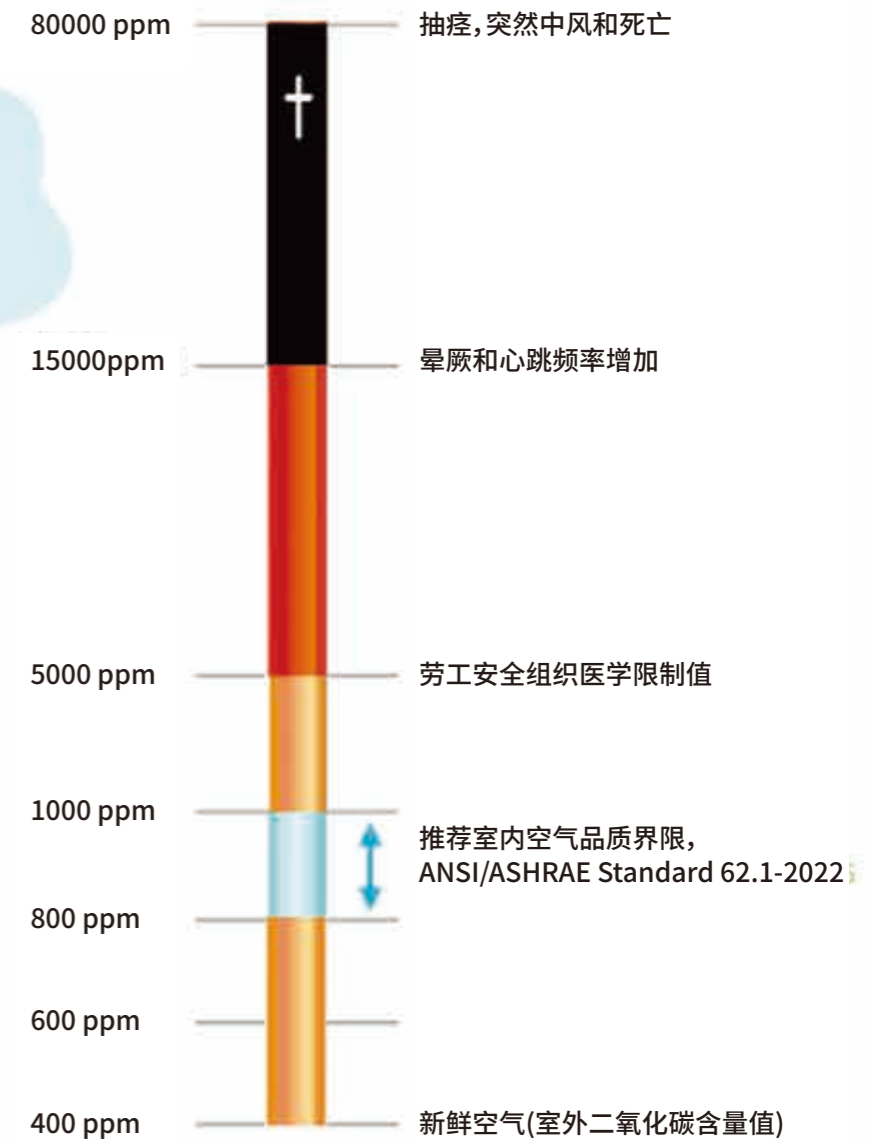 80000 ppm 抽痉，突然中风和死亡
15000ppm 晕厥和心跳频率增加
5000 ppm 劳工安全组织医学限制值
1000 ppm
推荐室内空气品质界限，
ANSI/ASHRAE Standard 62.1-2022
800 ppm
600 ppm
400 ppm 新鲜空气(室外二氧化碳含量值)